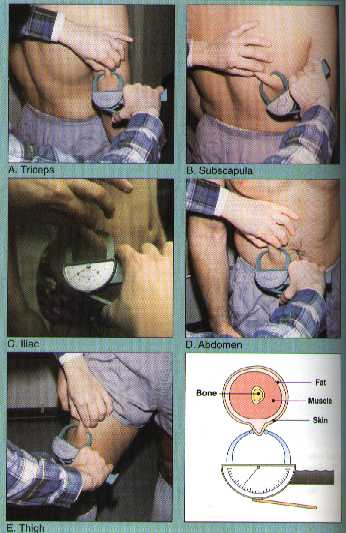 A. Triceps
B. Subscapula
C. Iliac
D. Abdomen
Bone
Fat
Muscle
Skin
E. Thigh